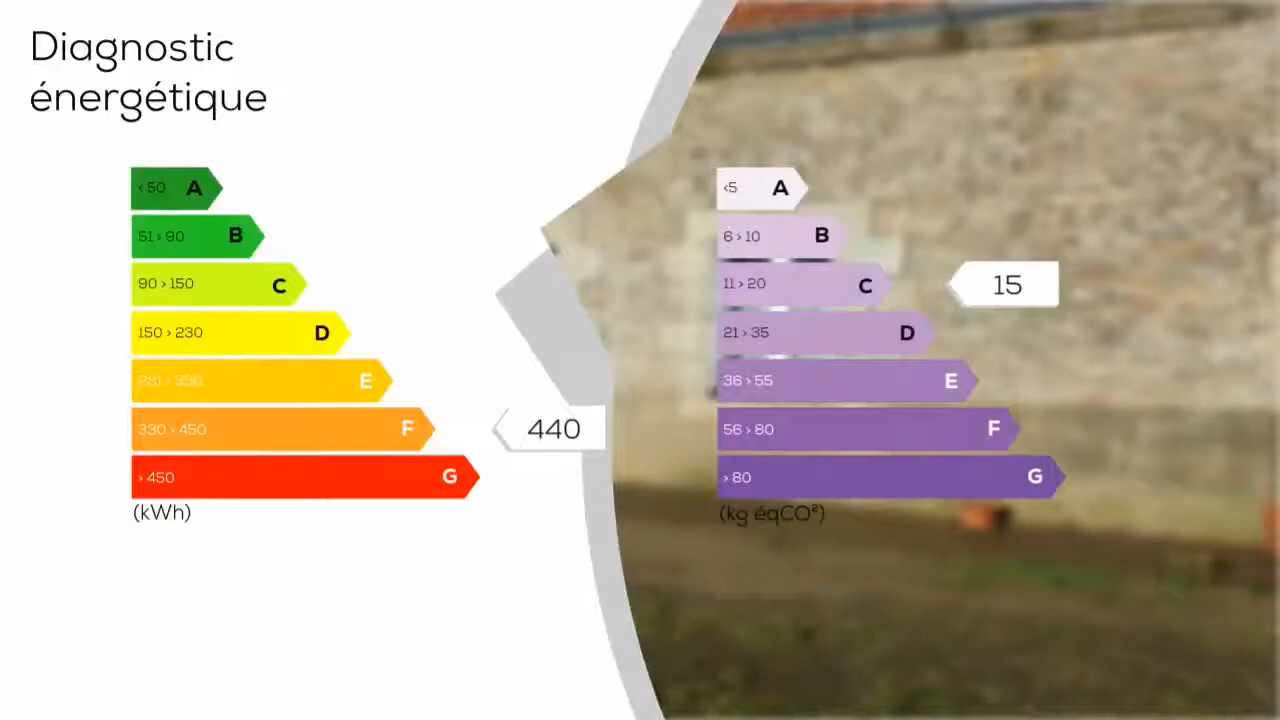 Diagnostic
énergétique
< 50 A
51 > 90 B
90 > 150 C
150 > 230 D
231 > 330 E
330 > 450 F
440
> 450 G
(kWh)
<5 A
6 > 10 B
11 > 20 C
15
21 > 35 D
36 > 55 E
56 > 80 F
> 80 G
(kg éqCO²)